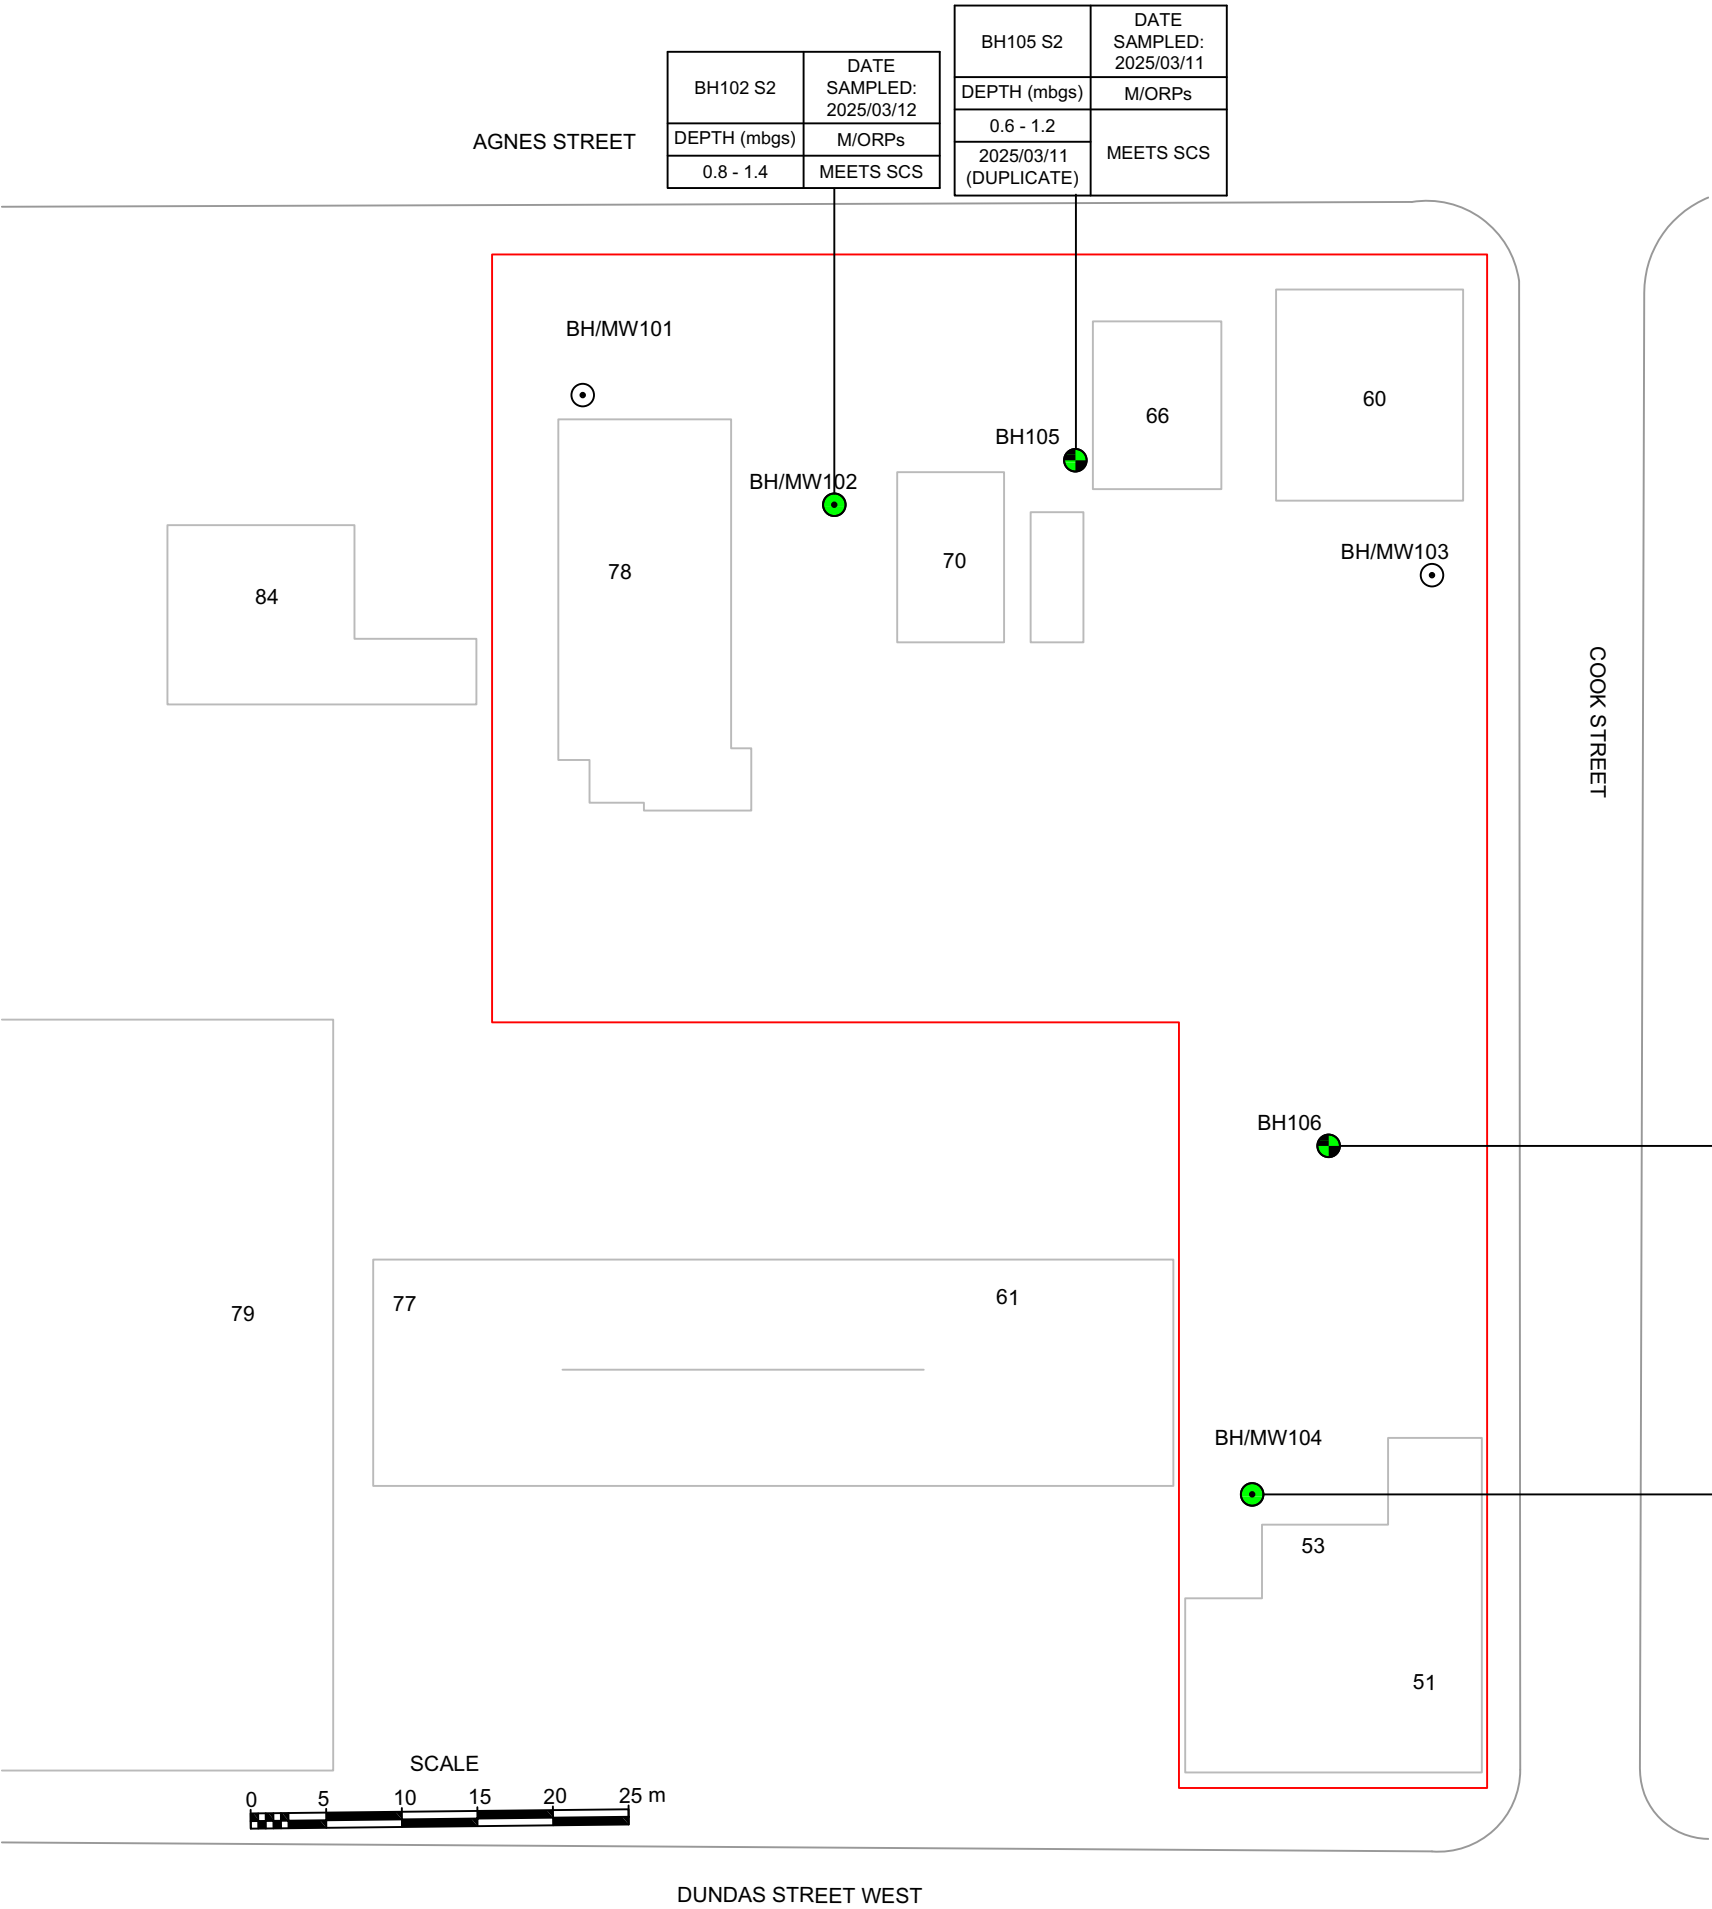 BH105 S2
DATE
SAMPLED:
2025/03/11
DEPTH (mbgs)
M/ORPs
0.6 - 1.2
2025/03/11
(DUPLICATE)
MEETS SCS
BH102 S2
DATE
SAMPLED:
2025/03/12
DEPTH (mbgs)
M/ORPs
0.8 - 1.4
MEETS SCS
AGNES STREET
BH/MW101
BH105
66
60
BH/MW102
BH/MW103
78
70
84
COOK STREET
BH106
79
77
61
BH/MW104
53
51
SCALE
0 5 10 15 20 25 m
DUNDAS STREET WEST